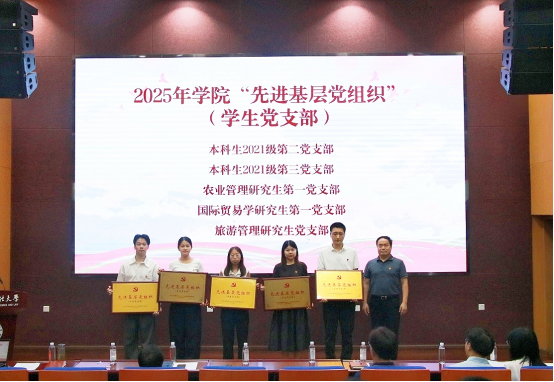 2025年学院“先进基层党组织”
（学生党支部）
本科生2021级第二党支部
本科生2021级第三党支部
农业管理研究生第一党支部
国际贸易学研究生第一党支部
旅游管理研究生党支部
先进基层党组织
先进基层党组织
先进基层党组织
先进基层党组织
先进基层党组织
大学